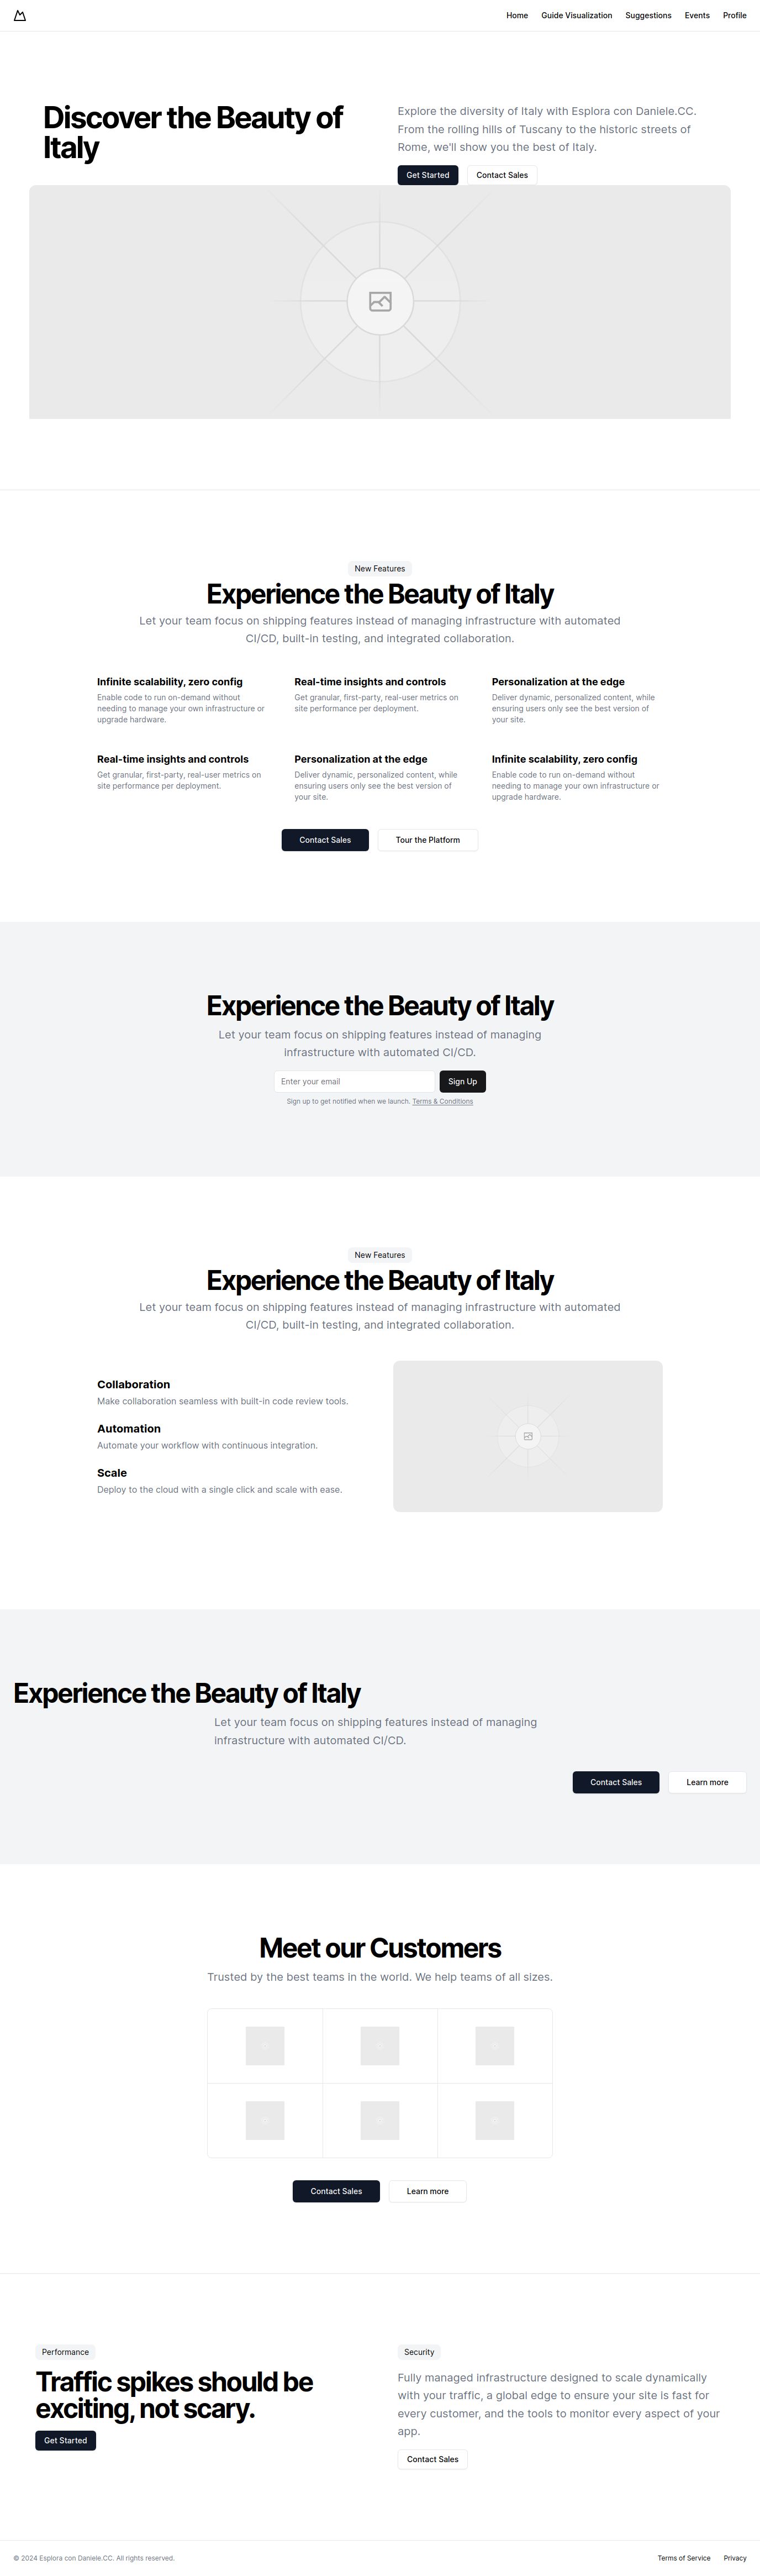 Home Guide Visualization Suggestions Events Profile
Discover the Beauty of
Italy
Explore the diversity of Italy with Esplora con Daniele.CC.
From the rolling hills of Tuscany to the historic streets of
Rome, we'll show you the best of Italy.
Get Started Contact Sales
New Features
Experience the Beauty of Italy
Let your team focus on shipping features instead of managing infrastructure with automated
CI/CD, built-in testing, and integrated collaboration.
Infinite scalability, zero config
Enable code to run on-demand without
needing to manage your own infrastructure or
upgrade hardware.
Real-time insights and controls
Get granular, first-party, real-user metrics on
site performance per deployment.
Personalization at the edge
Deliver dynamic, personalized content, while
ensuring users only see the best version of
your site.
Real-time insights and controls
Get granular, first-party, real-user metrics on
site performance per deployment.
Personalization at the edge
Deliver dynamic, personalized content, while
ensuring users only see the best version of
your site.
Infinite scalability, zero config
Enable code to run on-demand without
needing to manage your own infrastructure or
upgrade hardware.
Contact Sales Tour the Platform
Experience the Beauty of Italy
Let your team focus on shipping features instead of managing
infrastructure with automated CI/CD.
Enter your email Sign Up
Sign up to get notified when we launch. Terms & Conditions
New Features
Experience the Beauty of Italy
Let your team focus on shipping features instead of managing infrastructure with automated
CI/CD, built-in testing, and integrated collaboration.
Collaboration
Make collaboration seamless with built-in code review tools.
Automation
Automate your workflow with continuous integration.
Scale
Deploy to the cloud with a single click and scale with ease.
Experience the Beauty of Italy
Let your team focus on shipping features instead of managing
infrastructure with automated CI/CD.
Contact Sales Learn more
Meet our Customers
Trusted by the best teams in the world. We help teams of all sizes.
Contact Sales Learn more
Performance
Traffic spikes should be
exciting, not scary.
Get Started
Security
Fully managed infrastructure designed to scale dynamically
with your traffic, a global edge to ensure your site is fast for
every customer, and the tools to monitor every aspect of your
app.
Contact Sales
© 2024 Esplora con Daniele.CC. All rights reserved.
Terms of Service Privacy